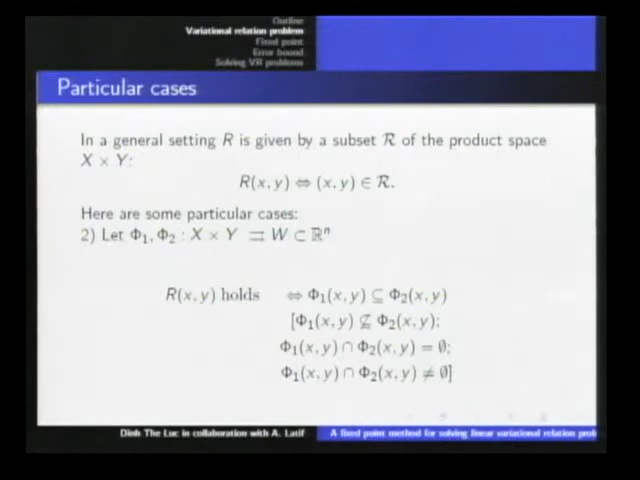 Outline
Variational relation problem
Fixed point
Error bound
Solving VR problems
Particular cases
In a general setting R is given by a subset ℛ of the product space
X × Y:
R(x, y) ⇔ (x, y) ∈ ℛ.
Here are some particular cases:
2) Let Φ₁, Φ₂ : X × Y ⇉ W ⊂ ℝⁿ
R(x, y) holds ⇔ Φ₁(x, y) ⊆ Φ₂(x, y)
[Φ₁(x, y) ⊈ Φ₂(x, y);
Φ₁(x, y) ∩ Φ₂(x, y) = ∅;
Φ₁(x, y) ∩ Φ₂(x, y) ≠ ∅]
Dinh The Luc in collaboration with A. Latif
A fixed point method for solving linear variational relation prob